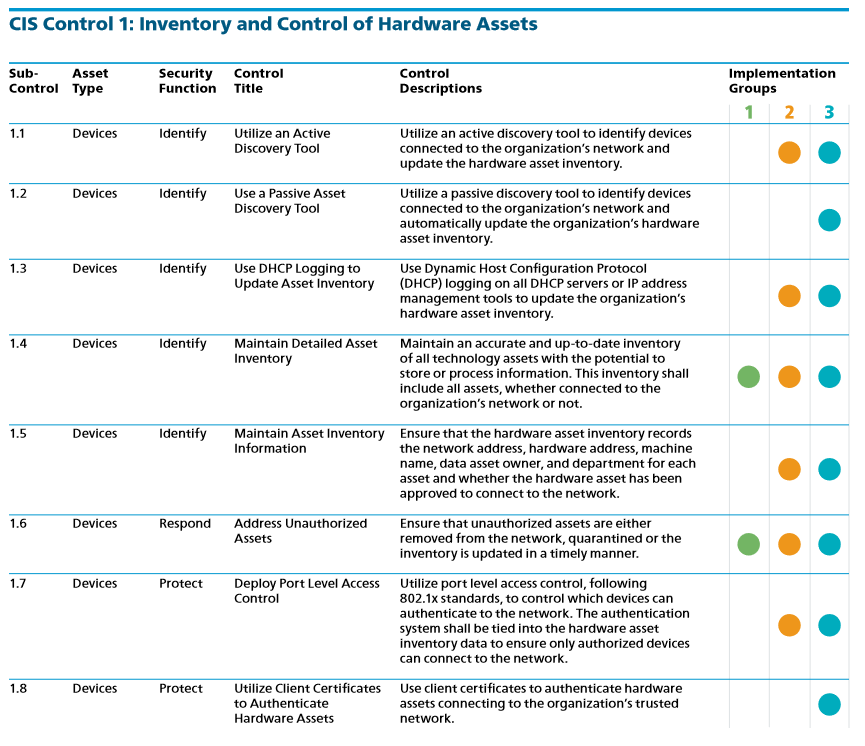 CIS Control 1: Inventory and Control of Hardware Assets
Sub- Asset Security Control Control Implementation
Control Type Function Title Descriptions Groups
1 2 3
1.1 Devices Identify Utilize an Active Utilize an active discovery tool to identify devices
Discovery Tool connected to the organization's network and
update the hardware asset inventory.
1.2 Devices Identify Use a Passive Asset Utilize a passive discovery tool to identify devices
Discovery Tool connected to the organization's network and
automatically update the organization's hardware
asset inventory.
1.3 Devices Identify Use DHCP Logging to Use Dynamic Host Configuration Protocol
Update Asset Inventory (DHCP) logging on all DHCP servers or IP address
management tools to update the organization's
hardware asset inventory.
1.4 Devices Identify Maintain Detailed Asset Maintain an accurate and up-to-date inventory
Inventory of all technology assets with the potential to
store or process information. This inventory shall
include all assets, whether connected to the
organization's network or not.
1.5 Devices Identify Maintain Asset Inventory Ensure that the hardware asset inventory records
Information the network address, hardware address, machine
name, data asset owner, and department for each
asset and whether the hardware asset has been
approved to connect to the network.
1.6 Devices Respond Address Unauthorized Ensure that unauthorized assets are either
Assets removed from the network, quarantined or the
inventory is updated in a timely manner.
1.7 Devices Protect Deploy Port Level Access Utilize port level access control, following
Control 802.1x standards, to control which devices can
authenticate to the network. The authentication
system shall be tied into the hardware asset
inventory data to ensure only authorized devices
can connect to the network.
1.8 Devices Protect Utilize Client Certificates Use client certificates to authenticate hardware
to Authenticate assets connecting to the organization's trusted
Hardware Assets network.